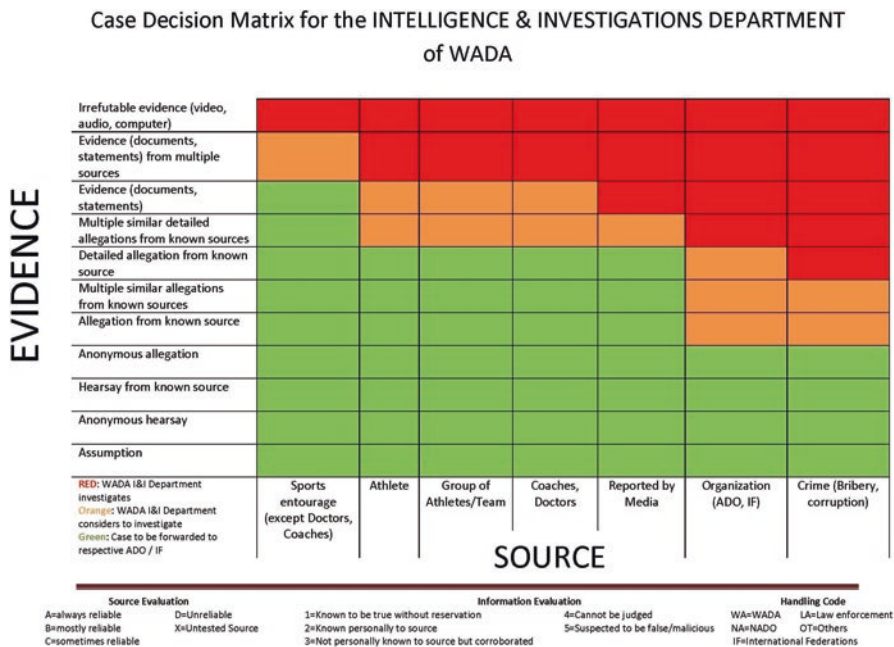 Case Decision Matrix for the INTELLIGENCE & INVESTIGATIONS DEPARTMENT
of WADA
EVIDENCE
Irrefutable evidence (video,
audio, computer)
Evidence (documents,
statements) from multiple
sources
Evidence (documents,
statements)
Multiple similar detailed
allegations from known sources
Detailed allegation from known
source
Multiple similar allegations
from known sources
Allegation from known source
Anonymous allegation
Hearsay from known source
Anonymous hearsay
Assumption
RED: WADA I&I Department
investigates
Orange: WADA I&I Department
considers to investigate
Green: Case to be forwarded to
respective ADO / IF
Sports
entourage
(except Doctors,
Coaches)
Athlete
Group of
Athletes/Team
Coaches,
Doctors
Reported by
Media
Organization
(ADO, IF)
Crime (Bribery,
corruption)
SOURCE
Source Evaluation
A=always reliable
B=mostly reliable
C=sometimes reliable
D=Unreliable
X=Untested Source
Information Evaluation
1=Known to be true without reservation
2=Known personally to source
3=Not personally known to source but corroborated
4=Cannot be judged
5=Suspected to be false/malicious
Handling Code
WA=WADA
NA=NADO
IF=International Federations
LA=Law enforcement
OT=Others